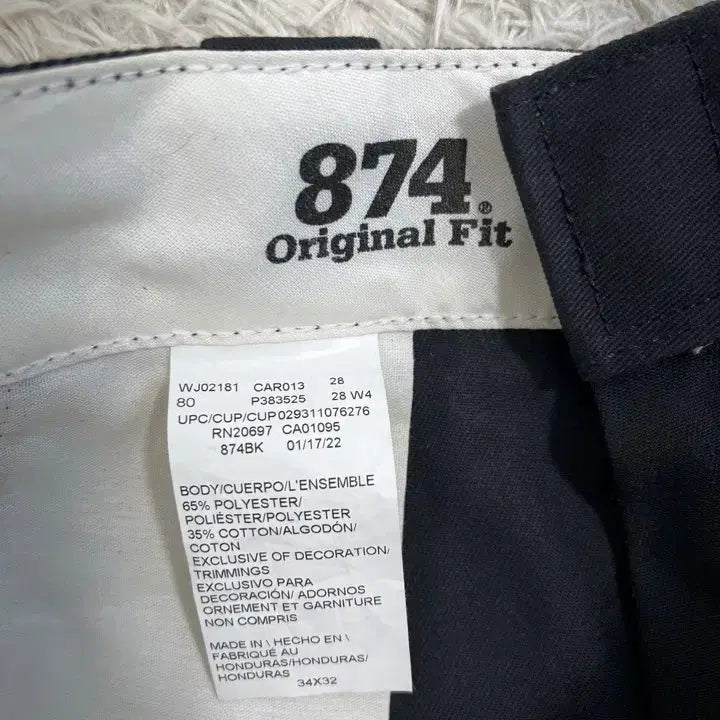 874®
Original Fit
WJ02181 CAR013 28
80 P383525 28 W4
UPC/CUP/CUP029311076276
RN20697 CA01095
874BK 01/17/22
BODY/CUERPO/L'ENSEMBLE
65% POLYESTER/
POLIÉSTER/POLYESTER
35% COTTON/ALGODÓN/
COTON
EXCLUSIVE OF DECORATION/
TRIMMINGS
EXCLUSIVO PARA
DECORACIÓN/ ADORNOS
ORNEMENT ET GARNITURE
NON COMPRIS
MADE IN \ HECHO EN \
FABRIQUÉ AU
HONDURAS/HONDURAS/
HONDURAS
34X32